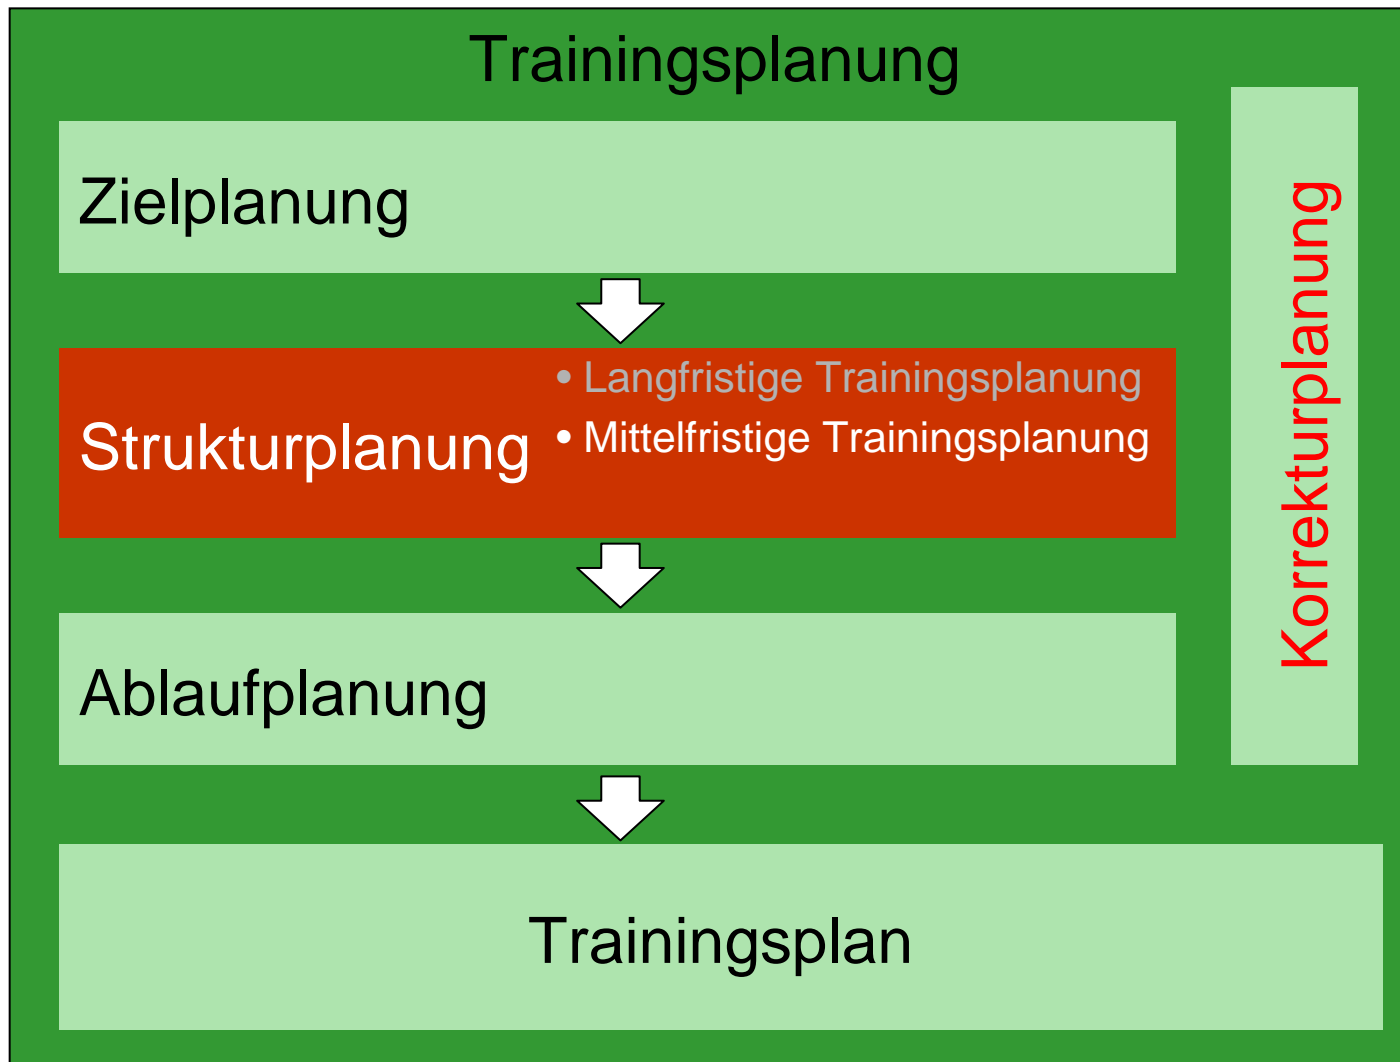 Trainingsplanung
Zielplanung
Strukturplanung
• Langfristige Trainingsplanung
• Mittelfristige Trainingsplanung
Ablaufplanung
Trainingsplan
Korrekturplanung